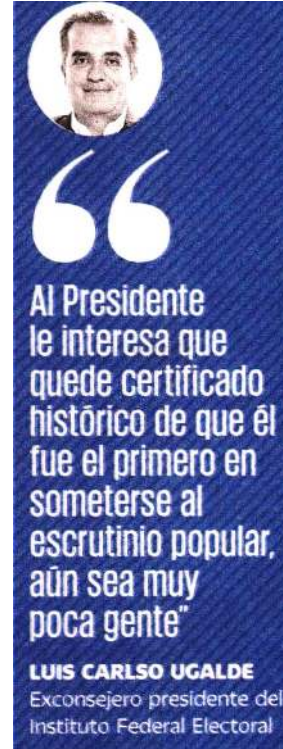 “
Al Presidente
le interesa que
quede certificado
histórico de que él
fue el primero en
someterse al
escrutinio popular,
aún sea muy
poca gente”
LUIS CARLSO UGALDE
Exconsejero presidente del
Instituto Federal Electoral